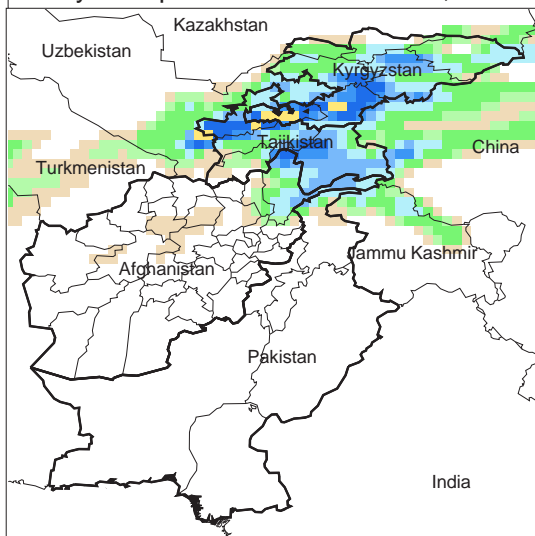 Kazakhstan
Uzbekistan
Kyrgyzstan
Tajikistan
China
Turkmenistan
Jammu Kashmir
Afghanistan
Pakistan
India